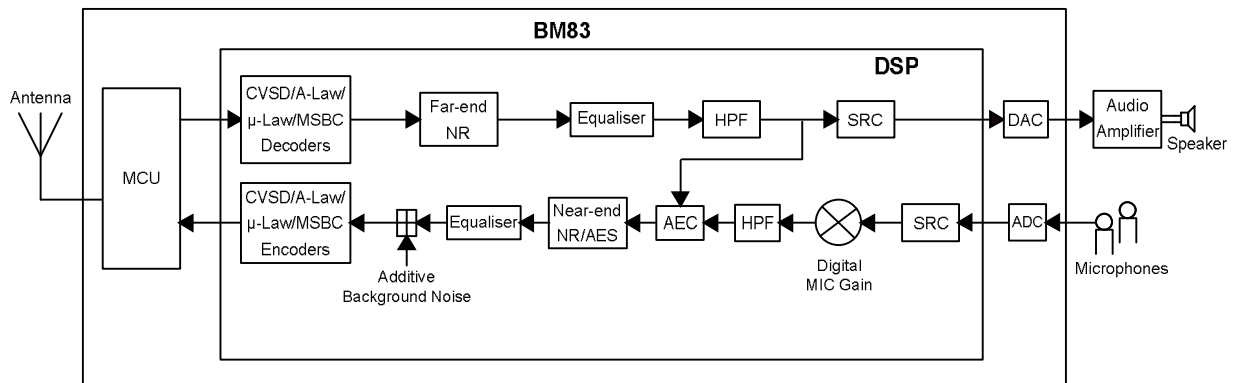 BM83
DSP
Antenna
MCU
CVSD/A-Law/
µ-Law/MSBC
Decoders
Far-end
NR
Equaliser
HPF
SRC
DAC
Audio
Amplifier
Speaker
CVSD/A-Law/
µ-Law/MSBC
Encoders
Additive
Background Noise
Equaliser
Near-end
NR/AES
AEC
HPF
Digital
MIC Gain
SRC
ADC
Microphones